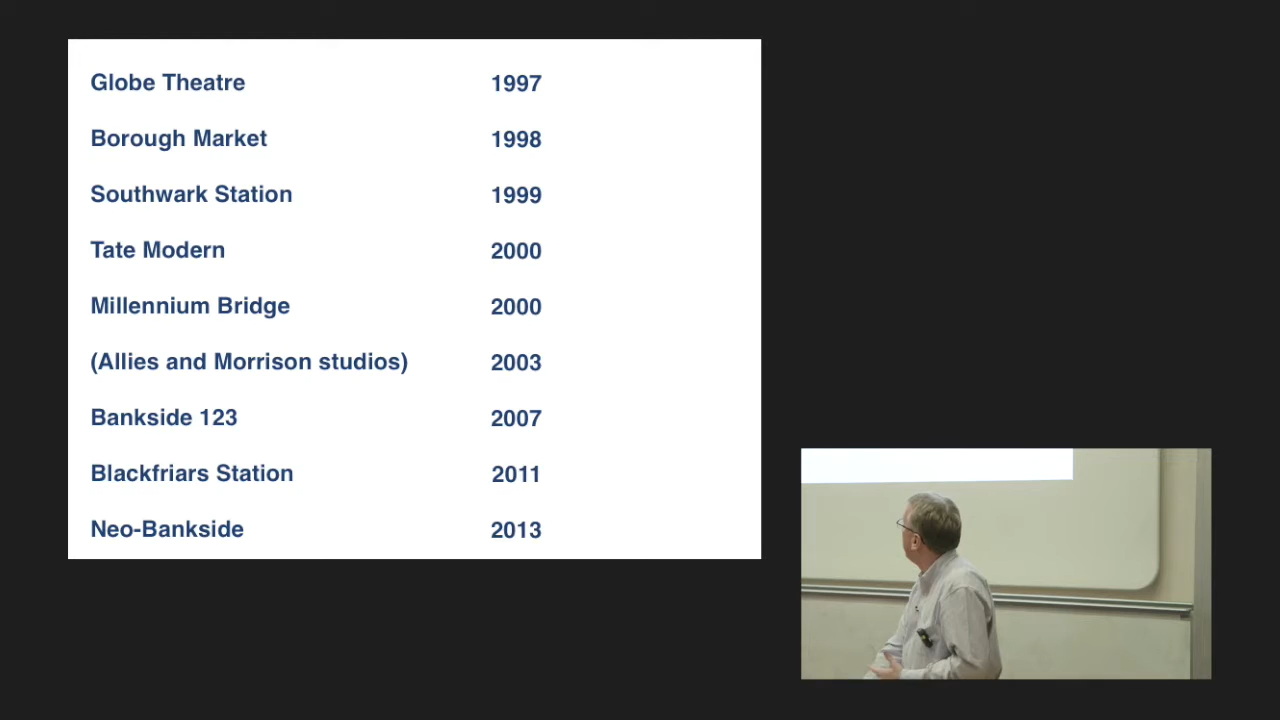 Globe Theatre 1997
Borough Market 1998
Southwark Station 1999
Tate Modern 2000
Millennium Bridge 2000
(Allies and Morrison studios) 2003
Bankside 123 2007
Blackfriars Station 2011
Neo-Bankside 2013